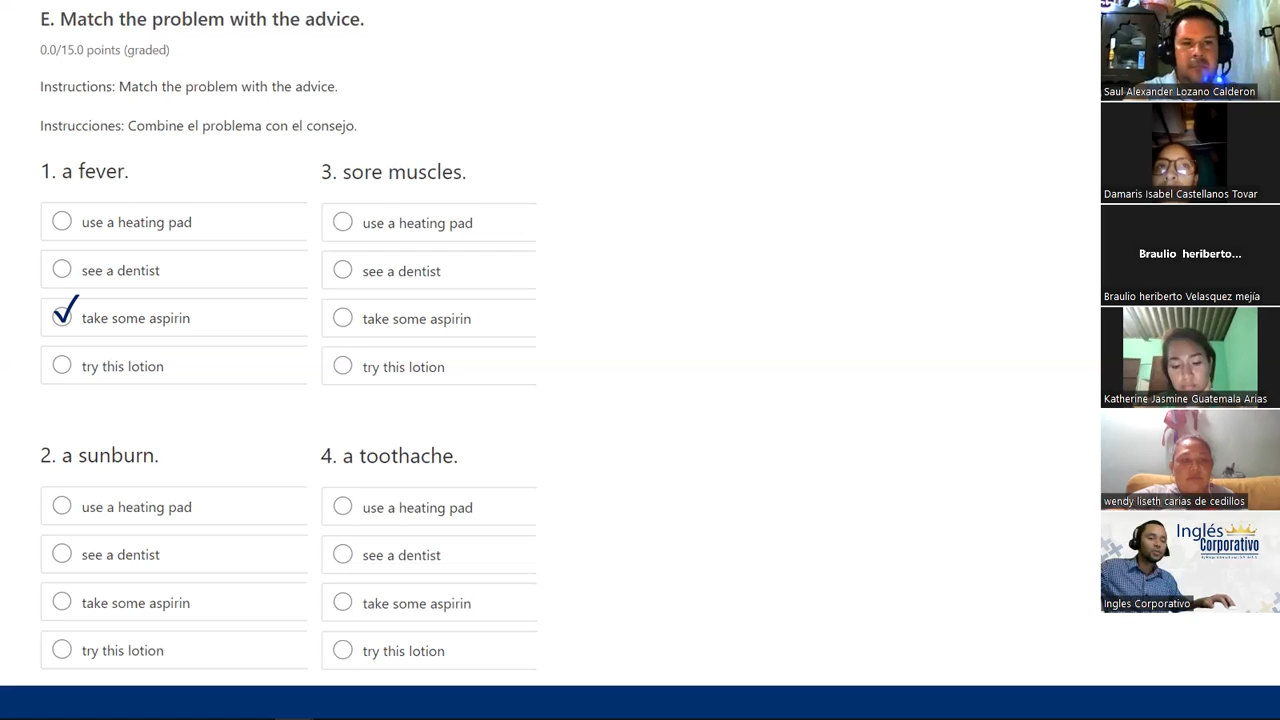 E. Match the problem with the advice.
0.0/15.0 points (graded)
Instructions: Match the problem with the advice.
Instrucciones: Combine el problema con el consejo.
1. a fever.
use a heating pad
see a dentist
take some aspirin
try this lotion
3. sore muscles.
use a heating pad
see a dentist
take some aspirin
try this lotion
2. a sunburn.
use a heating pad
see a dentist
take some aspirin
try this lotion
4. a toothache.
use a heating pad
see a dentist
take some aspirin
try this lotion
Saul Alexander Lozano Calderon
Damaris Isabel Castellanos Tovar
Braulio heriberto...
Braulio heriberto Velasquez mejía
Katherine Jasmine Guatemala Arias
wendy liseth carias de cedillos
Inglés
Corporativo
Ingles Corporativo